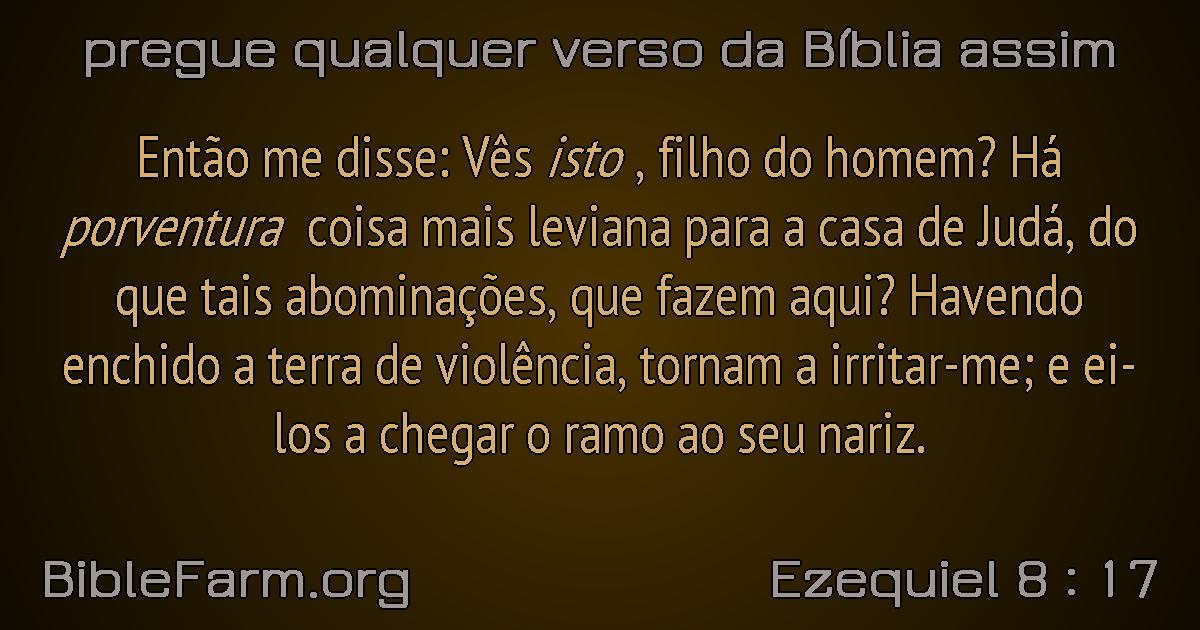 pregue qualquer verso da Bíblia assim
Então me disse: Vês isto , filho do homem? Há
porventura  coisa mais leviana para a casa de Judá, do
que tais abominações, que fazem aqui? Havendo
enchido a terra de violência, tornam a irritar-me; e ei-
los a chegar o ramo ao seu nariz.
BibleFarm.org
Ezequiel 8 : 17